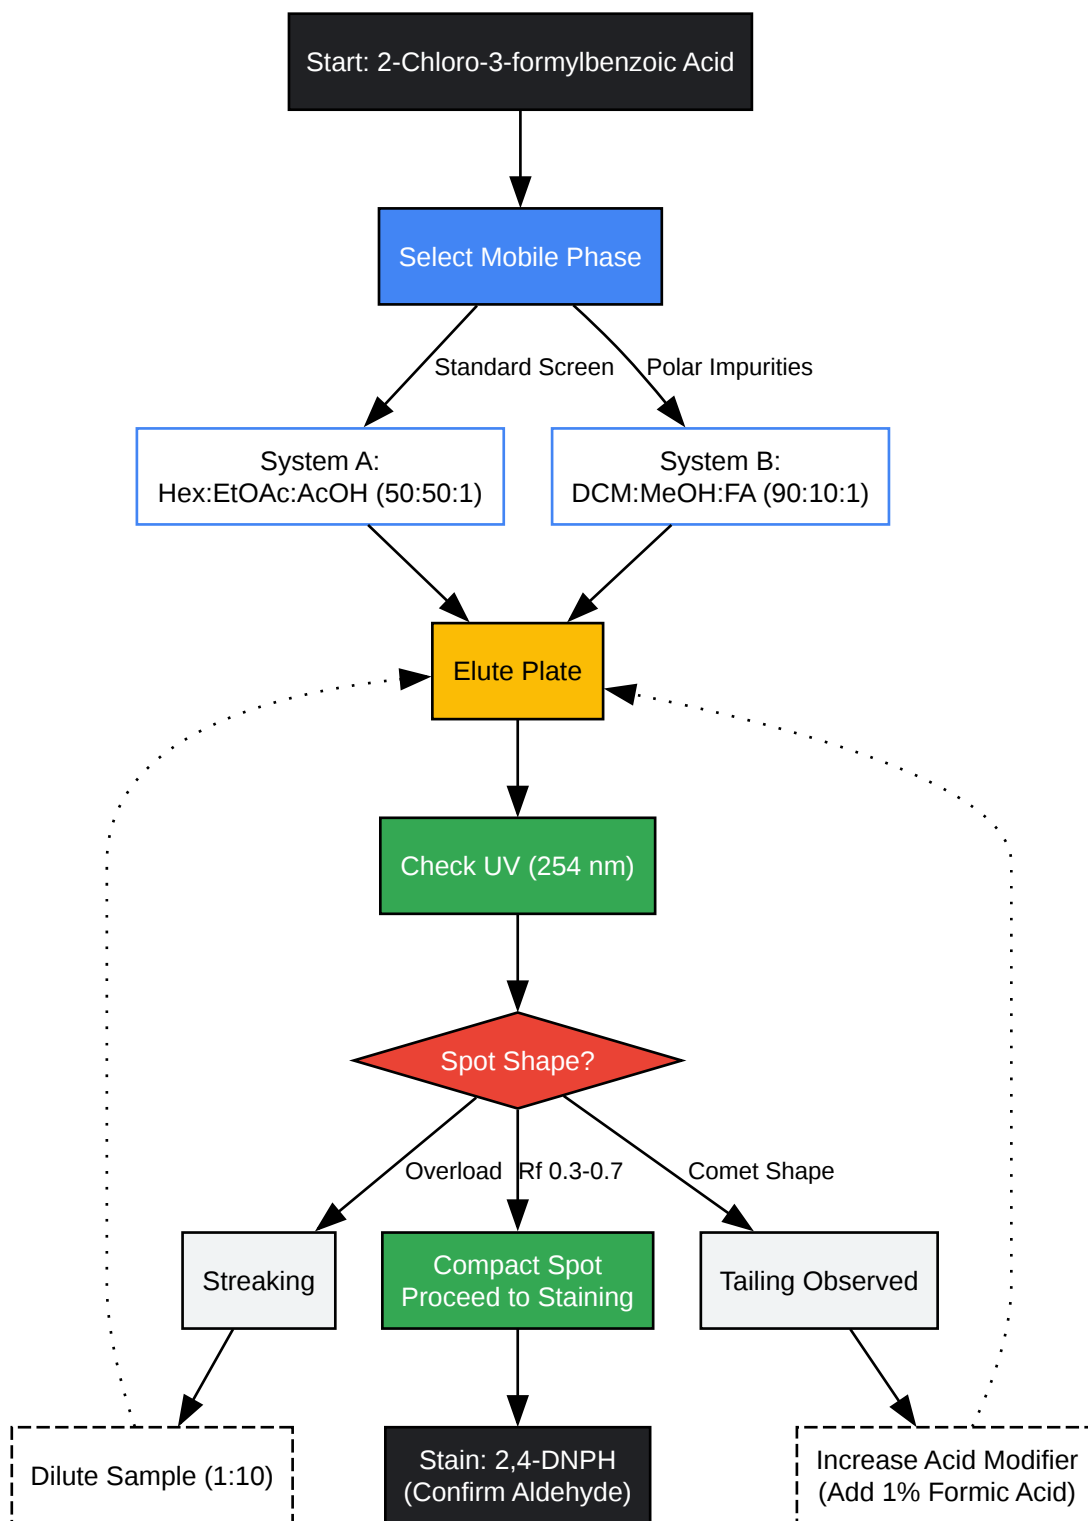 Start: 2-Chloro-3-formylbenzoic Acid
Select Mobile Phase
Standard Screen
Polar Impurities
System A:
Hex:EtOAc:AcOH (50:50:1)
System B:
DCM:MeOH:FA (90:10:1)
Elute Plate
Check UV (254 nm)
Spot Shape?
Overload
Rf 0.3-0.7
Comet Shape
Streaking
Compact Spot
Proceed to Staining
Tailing Observed
Dilute Sample (1:10)
Stain: 2,4-DNPH
(Confirm Aldehyde)
Increase Acid Modifier
(Add 1% Formic Acid)